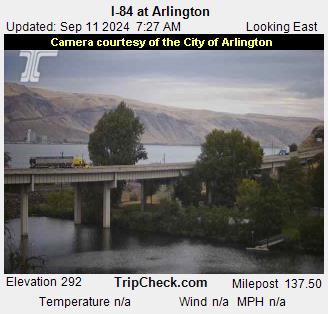 I-84 at Arlington
Updated: Sep 11 2024 7:27 AM Looking East
Camera courtesy of the City of Arlington
Elevation 292 TripCheck.com Milepost 137.50
Temperature n/a Wind n/a MPH n/a